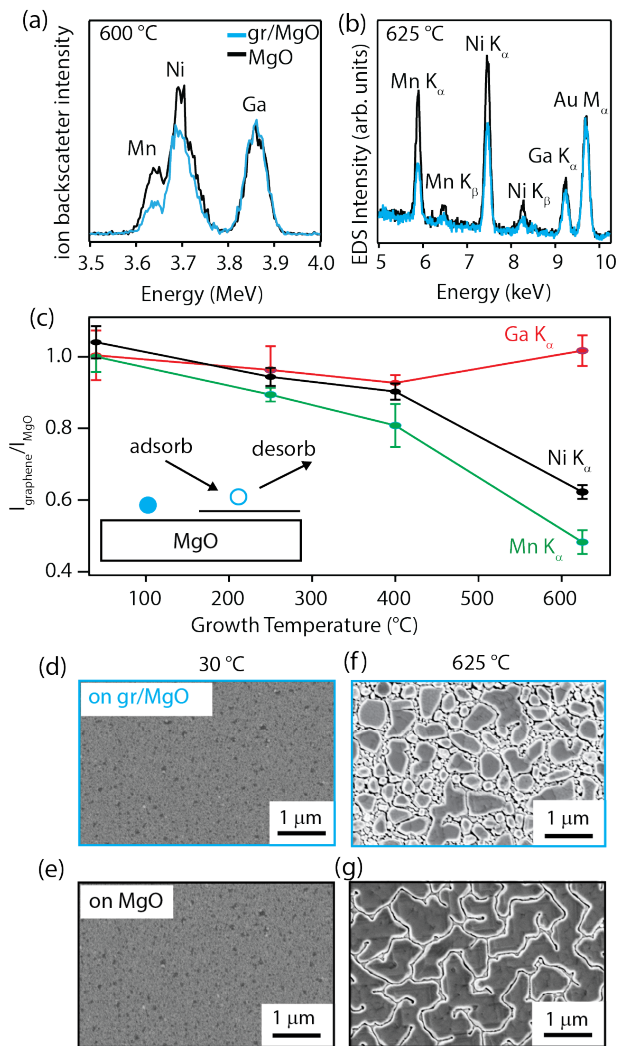 (a)
600 °C
gr/MgO
MgO
Mn
Ni
Ga
ion backscateter intensity
3.5 3.6 3.7 3.8 3.9 4.0
Energy (MeV)
(b)
625 °C
Mn Kα
Mn Kβ
Ni Kα
Ni Kβ
Ga Kα
Au Mα
EDS Intensity (arb. units)
5 6 7 8 9 10
Energy (keV)
(c)
Ga Kα
Ni Kα
Mn Kα
1.0
0.8
0.6
0.4
Igraphene/IMgO
adsorb
desorb
MgO
100 200 300 400 500 600
Growth Temperature (°C)
(d)
30 °C
on gr/MgO
1 μm
(f)
625 °C
1 μm
(e)
on MgO
1 μm
(g)
1 μm